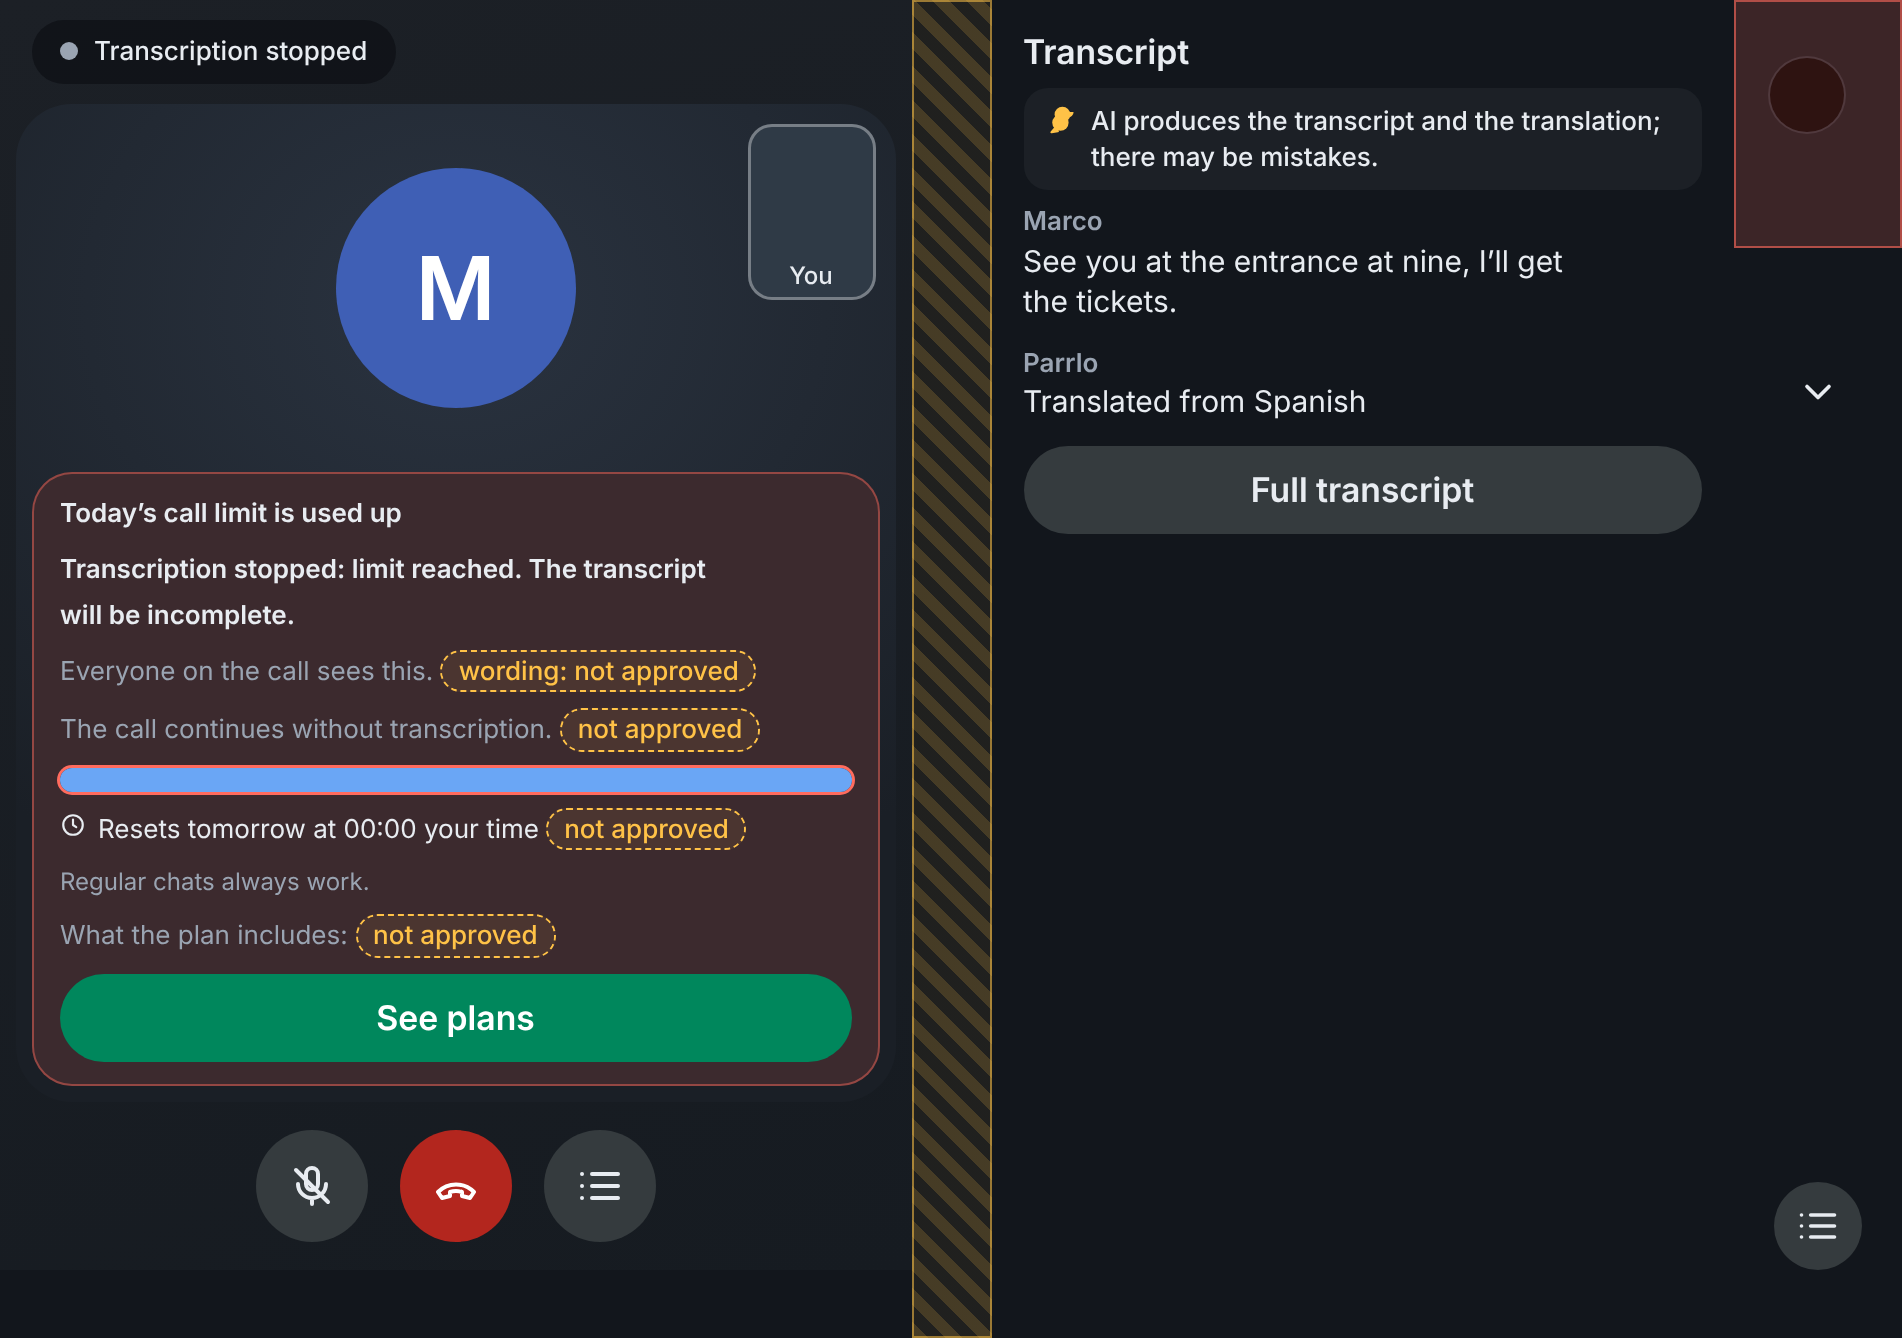 Transcription stopped
M
You
Today’s call limit is used up
Transcription stopped: limit reached. The transcript
will be incomplete.
Everyone on the call sees this. wording: not approved
The call continues without transcription. not approved
Resets tomorrow at 00:00 your time not approved
Regular chats always work.
What the plan includes: not approved
See plans
Transcript
AI produces the transcript and the translation;
there may be mistakes.
Marco
See you at the entrance at nine, I’ll get
the tickets.
Parrlo
Translated from Spanish
Full transcript